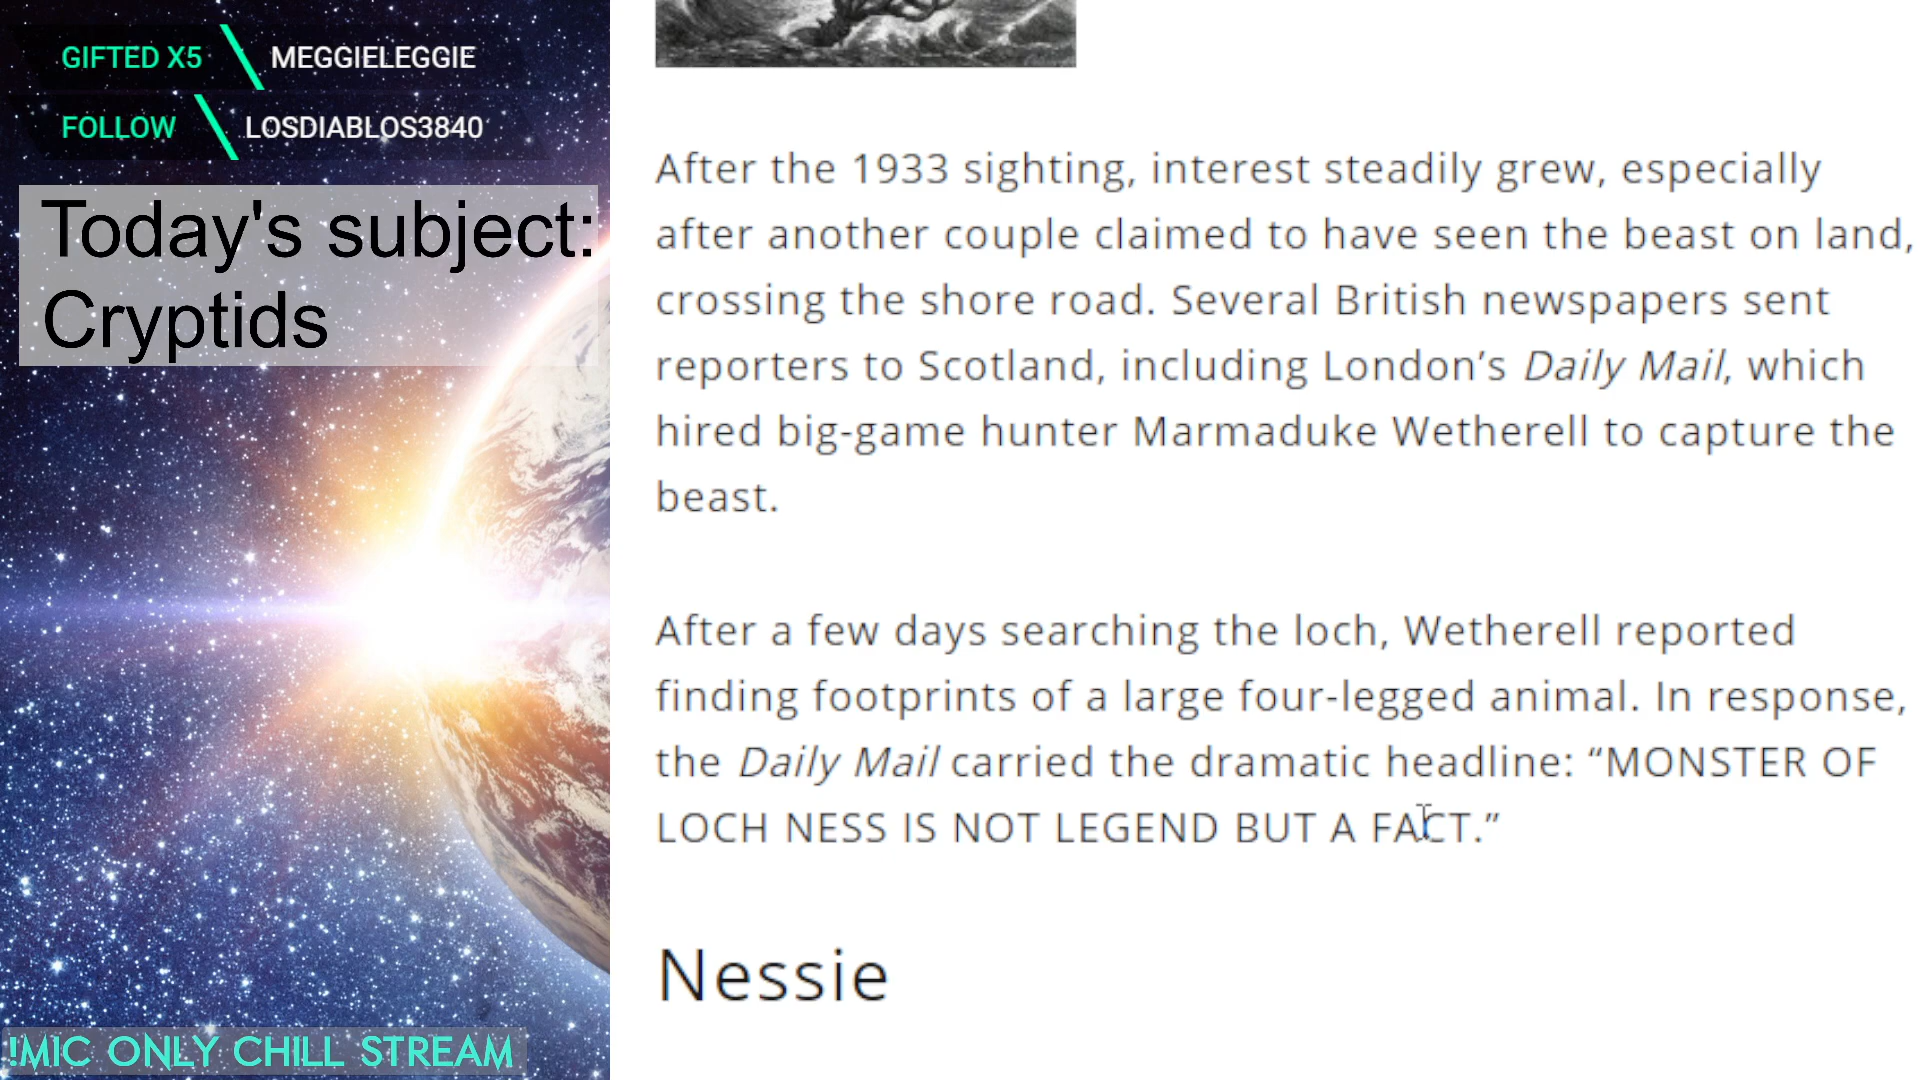 GIFTED X5 MEGGIELEGGIE
FOLLOW LOSDIABLOS3840
Today's subject:
Cryptids
!MIC ONLY CHILL STREAM
After the 1933 sighting, interest steadily grew, especially
after another couple claimed to have seen the beast on land,
crossing the shore road. Several British newspapers sent
reporters to Scotland, including London’s Daily Mail, which
hired big-game hunter Marmaduke Wetherell to capture the
beast.
After a few days searching the loch, Wetherell reported
finding footprints of a large four-legged animal. In response,
the Daily Mail carried the dramatic headline: “MONSTER OF
LOCH NESS IS NOT LEGEND BUT A FACT.”
Nessie